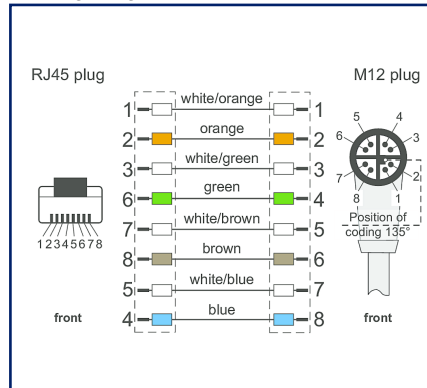 RJ45 plug
M12 plug
1 white/orange 1
2 orange 2
3 white/green 3
6 green 4
7 white/brown 5
8 brown 6
5 white/blue 7
4 blue 8
12345678
front
5 4
6 3
7 2
8 1
Position of
coding 135°
front